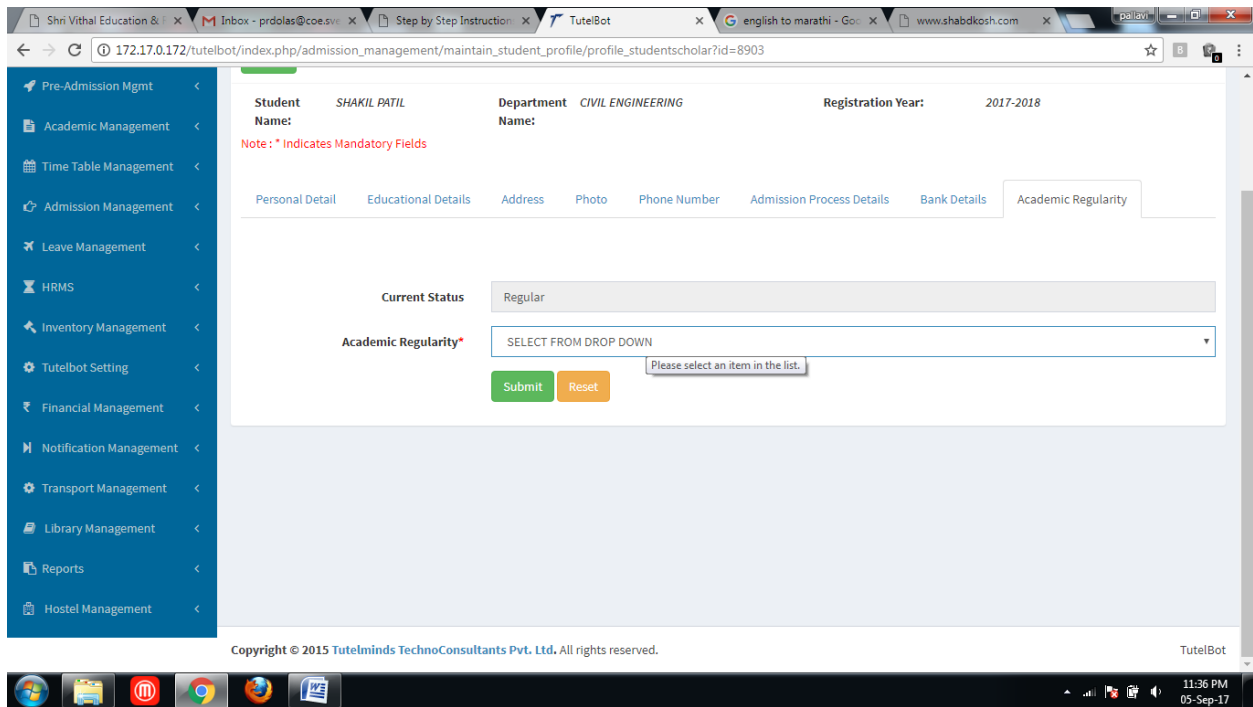 Shri Vithal Education & R
Inbox - prdolas@coe.sve
Step by Step Instruction
TutelBot
english to marathi - Goo
www.shabdkosh.com
pallavi
172.17.0.172/tutelbot/index.php/admission_management/maintain_student_profile/profile_studentscholar?id=8903
Pre-Admission Mgmt
Academic Management
Time Table Management
Admission Management
Leave Management
HRMS
Inventory Management
Tutelbot Setting
Financial Management
Notification Management
Transport Management
Library Management
Reports
Hostel Management
Student Name: SHAKIL PATIL Department Name: CIVIL ENGINEERING Registration Year: 2017-2018
Note : * Indicates Mandatory Fields
Personal Detail Educational Details Address Photo Phone Number Admission Process Details Bank Details Academic Regularity
Current Status Regular
Academic Regularity* SELECT FROM DROP DOWN
Please select an item in the list.
Submit Reset
Copyright © 2015 Tutelminds TechnoConsultants Pvt. Ltd. All rights reserved. TutelBot
11:36 PM
05-Sep-17